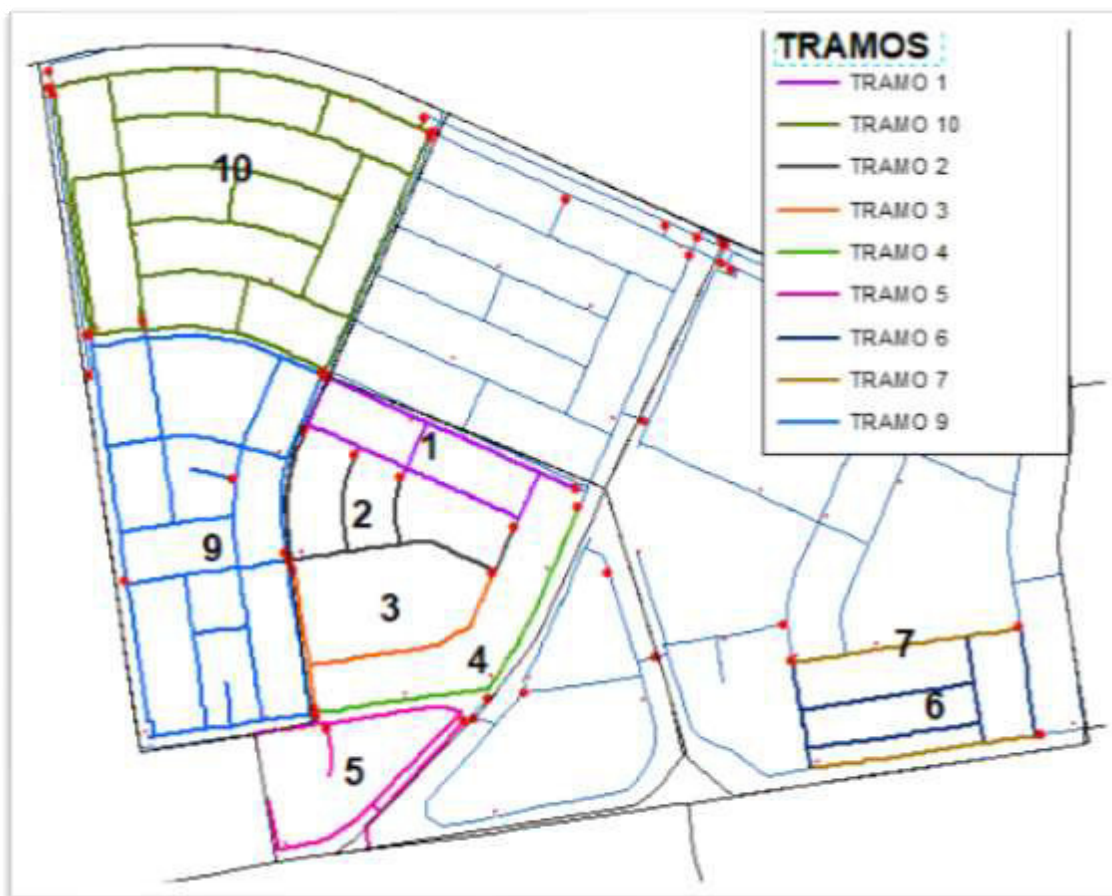 TRAMOS
TRAMO 1
TRAMO 10
TRAMO 2
TRAMO 3
TRAMO 4
TRAMO 5
TRAMO 6
TRAMO 7
TRAMO 9
10
1
2
9
3
4
7
6
5